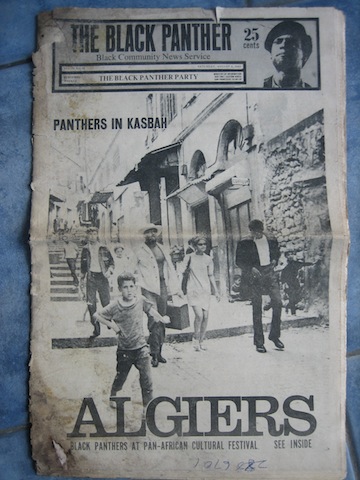 THE BLACK PANTHER
25
cents
Black Community News Service
THE BLACK PANTHER PARTY
PANTHERS IN KASBAH
ALGIERS
BLACK PANTHERS AT PAN-AFRICAN CULTURAL FESTIVAL SEE INSIDE